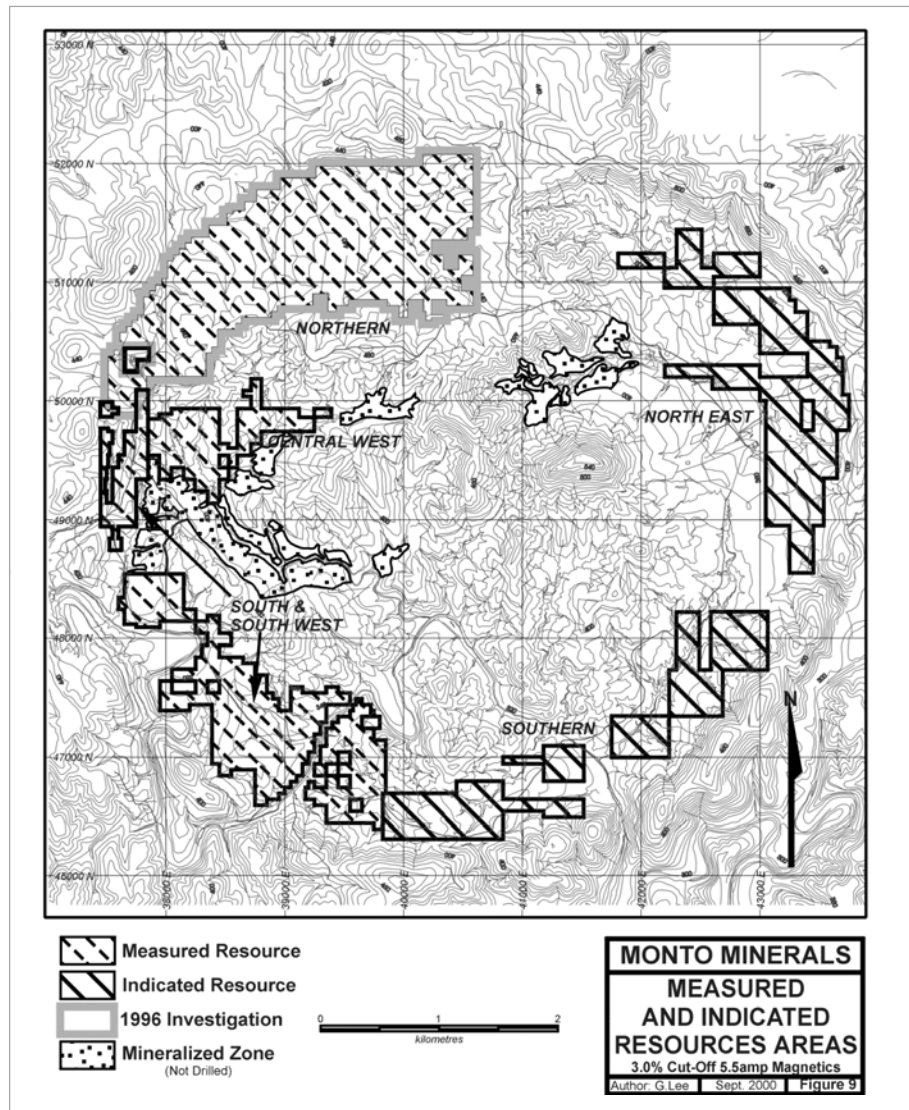 53000 N
52000 N
51000 N
NORTHERN
50000 N
CENTRAL WEST
NORTH EAST
49000 N
SOUTH &
SOUTH WEST
48000 N
SOUTHERN
N
47000 N
46000 N
38000 E
39000 E
40000 E
41000 E
42000 E
43000 E
Measured Resource
Indicated Resource
1996 Investigation
Mineralized Zone
(Not Drilled)
0 1 2
kilometres
MONTO MINERALS
MEASURED
AND INDICATED
RESOURCES AREAS
3.0% Cut-Off 5.5amp Magnetics
Author: G.Lee Sept. 2000 Figure 9